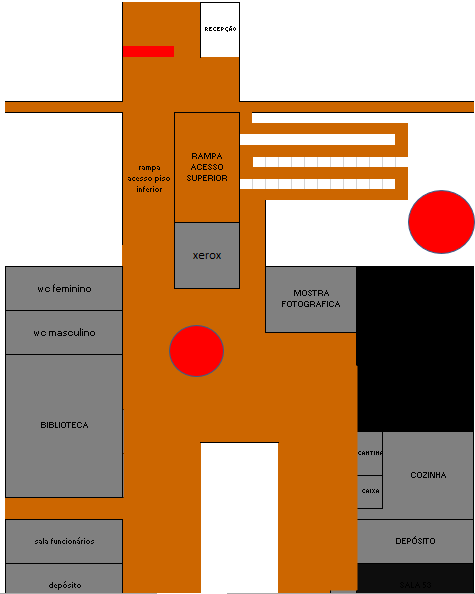 RECEPÇÃO
RAMPA
ACESSO
SUPERIOR
rampa
acesso piso
inferior
xerox
wc feminino
MOSTRA
FOTOGRAFICA
wc masculino
BIBLIOTECA
CANTINA
COZINHA
CAIXA
sala funcionários
DEPÓSITO
depósito